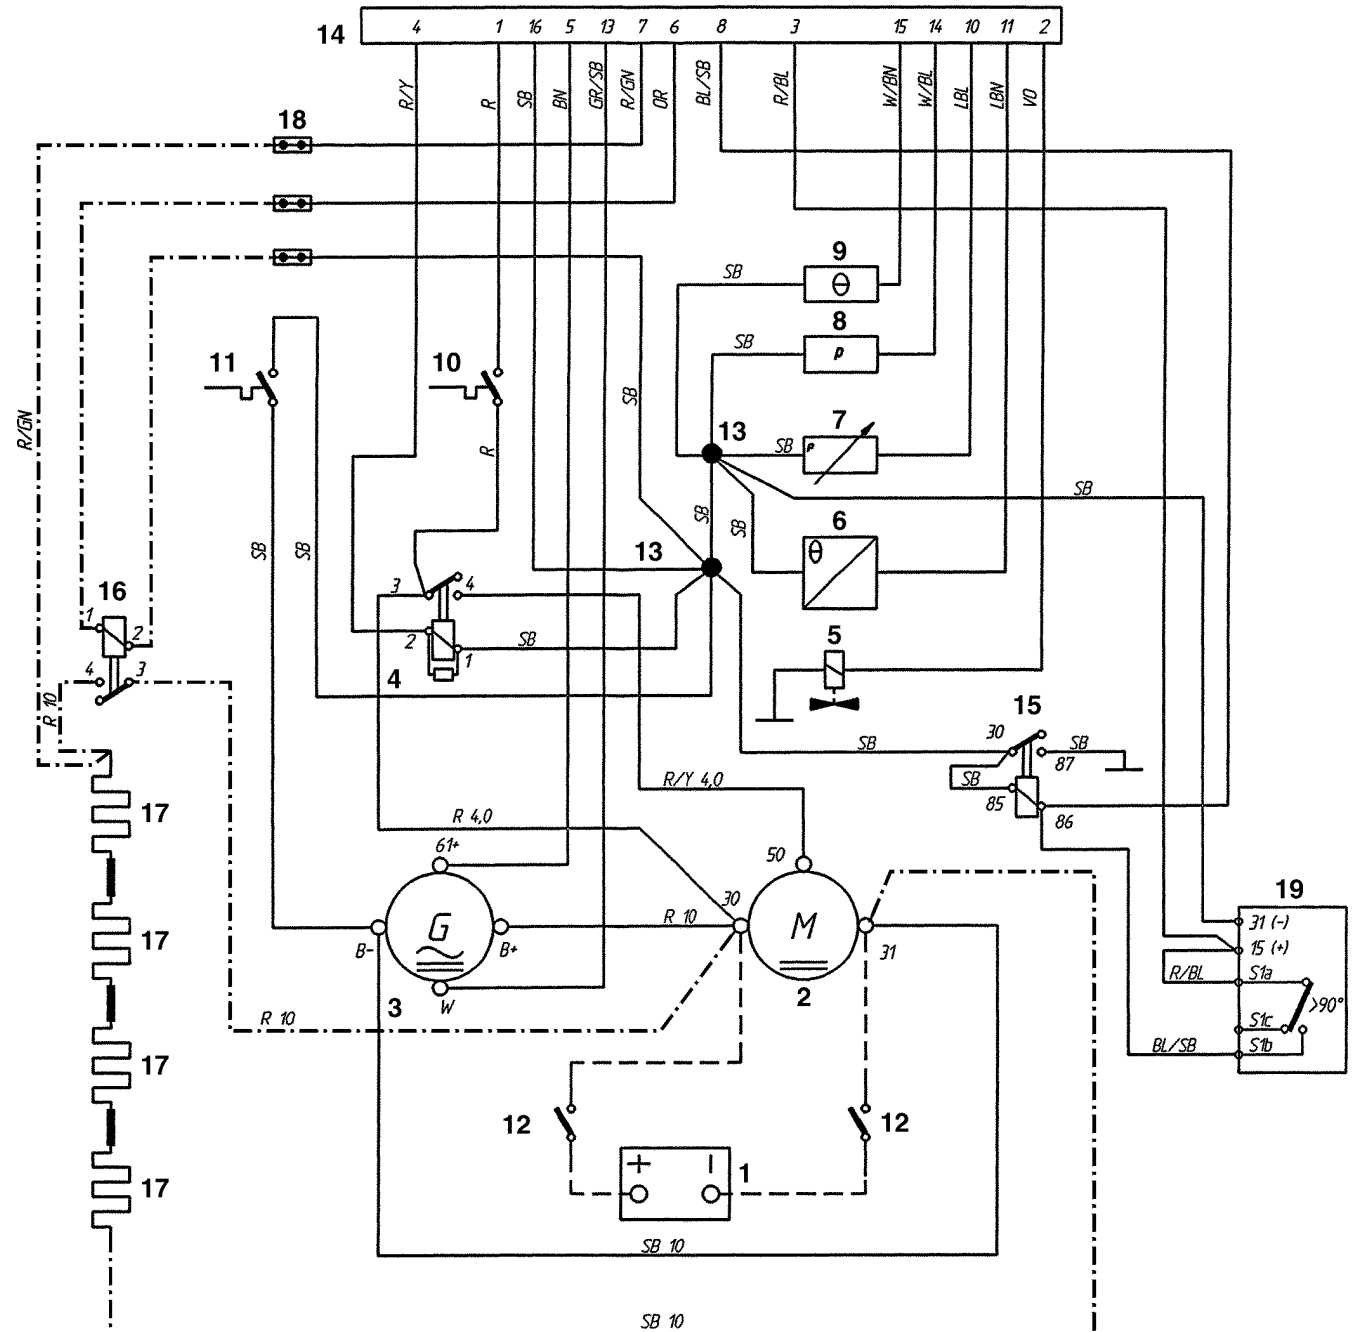 14 4 1 16 5 13 7 6 8 3 15 14 10 11 2
R/Y R SB BN GR/SB R/GN OR BL/SB R/BL W/BN W/BL LBL LBN VO
18
9
SB θ
8
SB p
11 10
SB
R/GN
7
13
SB p
R
SB
SB SB
SB SB
6
θ
13
16
3 4
1 2
2 SB 1
5
4 3
4
R 10
15
30 SB
SB 87
SB
85
86
R/Y 4,0
R 4,0
17
61+ 50
19
30
31 (-)
G R 10 M
B- B+ 31
15 (+)
17
R/BL S1a
3 W 2
>90°
R 10
S1c
BL/SB S1b
17
12 12
+ - 1
17
SB 10
SB 10